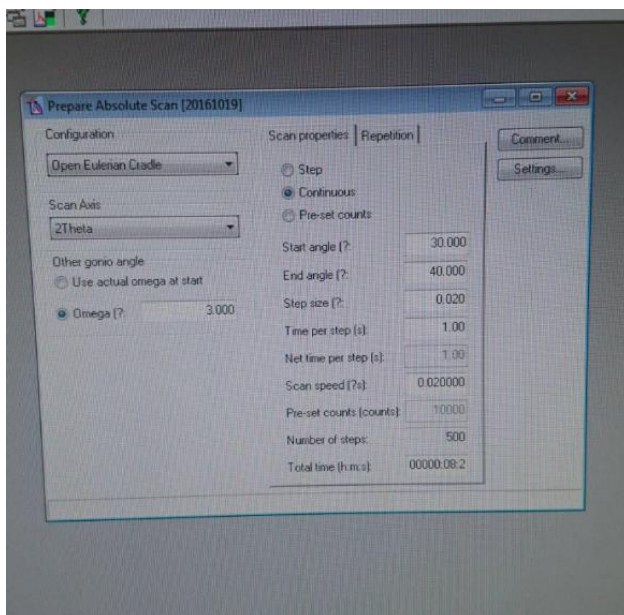 Prepare Absolute Scan [20161019]
Configuration
Open Eulerian Cradle
Scan Axis
2Theta
Other gonio angle
Use actual omega at start
Omega (?: 3.000
Scan properties Repetition
Step
Continuous
Pre-set counts
Start angle (?: 30.000
End angle (?: 40.000
Step size (?: 0.020
Time per step (s): 1.00
Net time per step (s): 1.00
Scan speed (?s): 0.020000
Pre-set counts (counts): 10000
Number of steps: 500
Total time (h:m:s): 00000:08:2
Comment...
Settings...